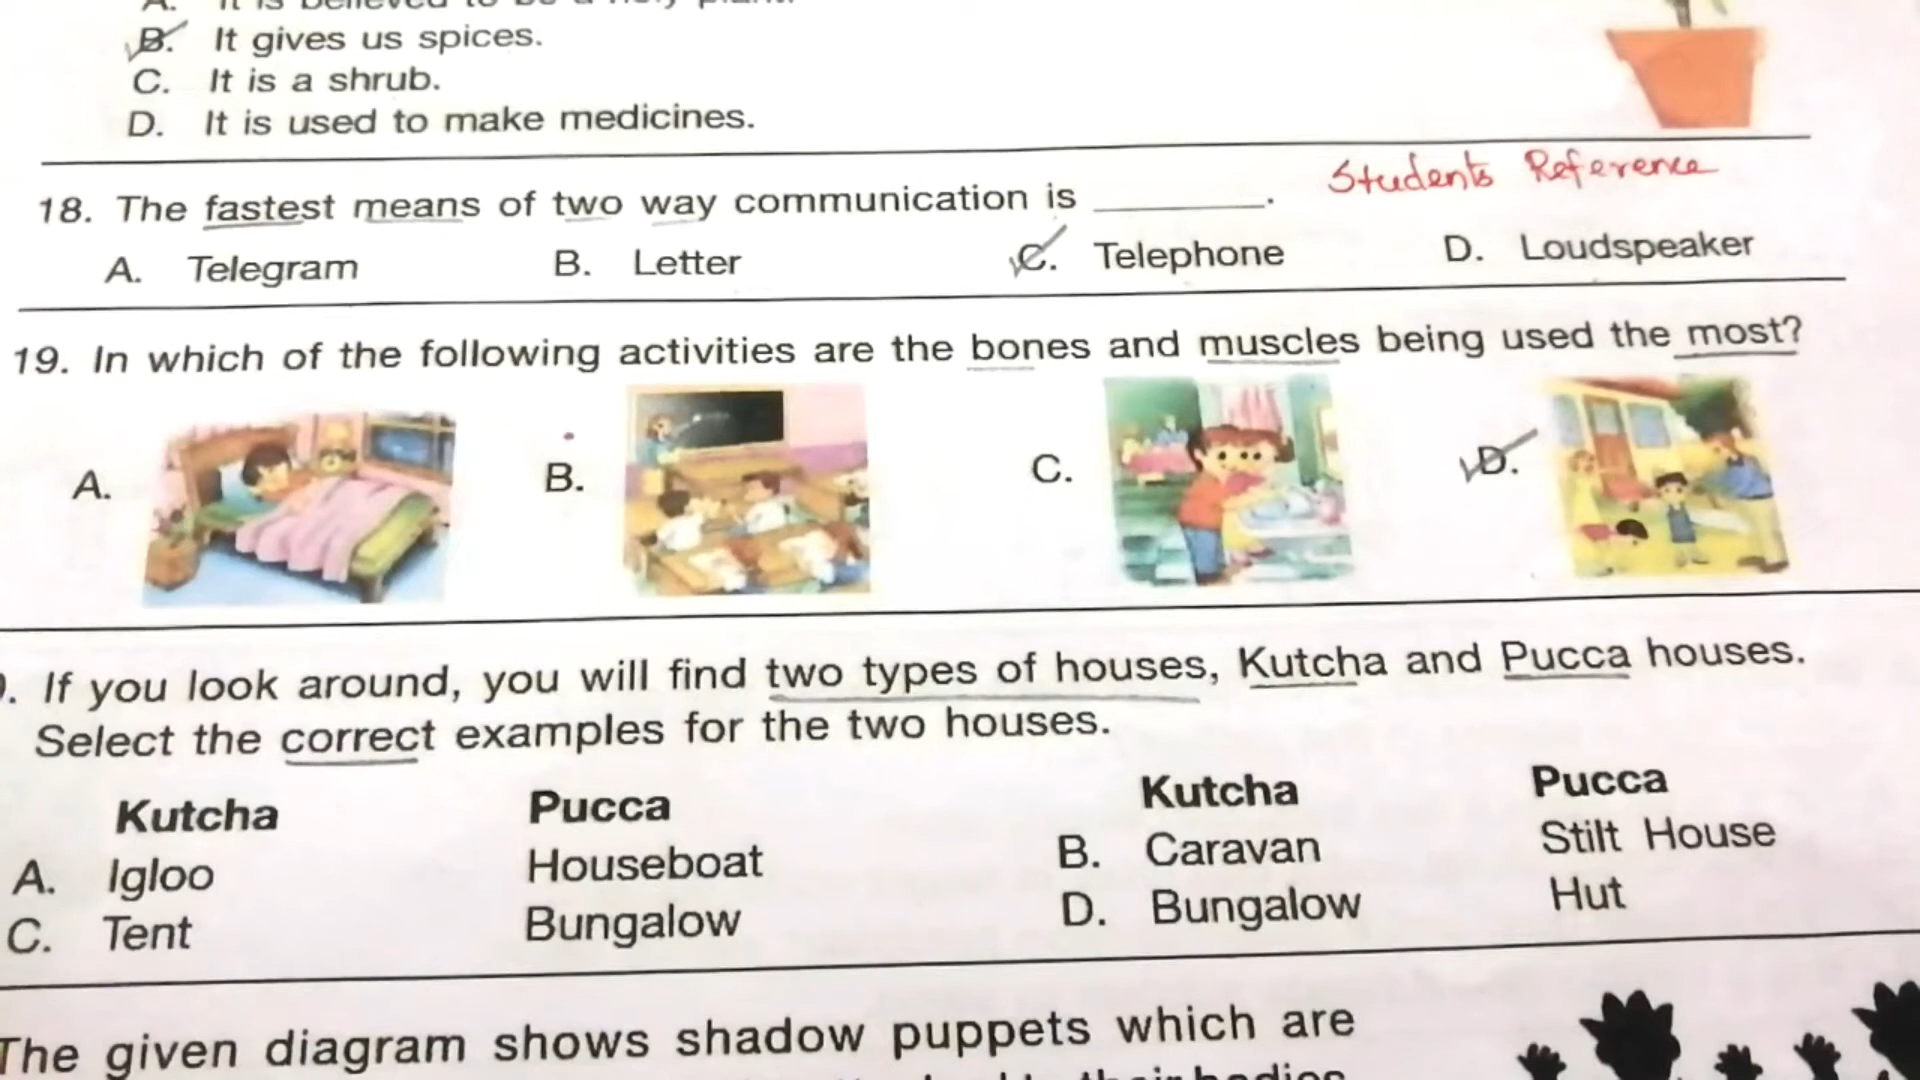 B. It gives us spices.
C. It is a shrub.
D. It is used to make medicines.
Students Reference
18. The fastest means of two way communication is ________.
A. Telegram B. Letter C. Telephone D. Loudspeaker
19. In which of the following activities are the bones and muscles being used the most?
A. B. C. D.
. If you look around, you will find two types of houses, Kutcha and Pucca houses.
Select the correct examples for the two houses.
Kutcha Pucca Kutcha Pucca
A. Igloo Houseboat B. Caravan Stilt House
C. Tent Bungalow D. Bungalow Hut
The given diagram shows shadow puppets which are